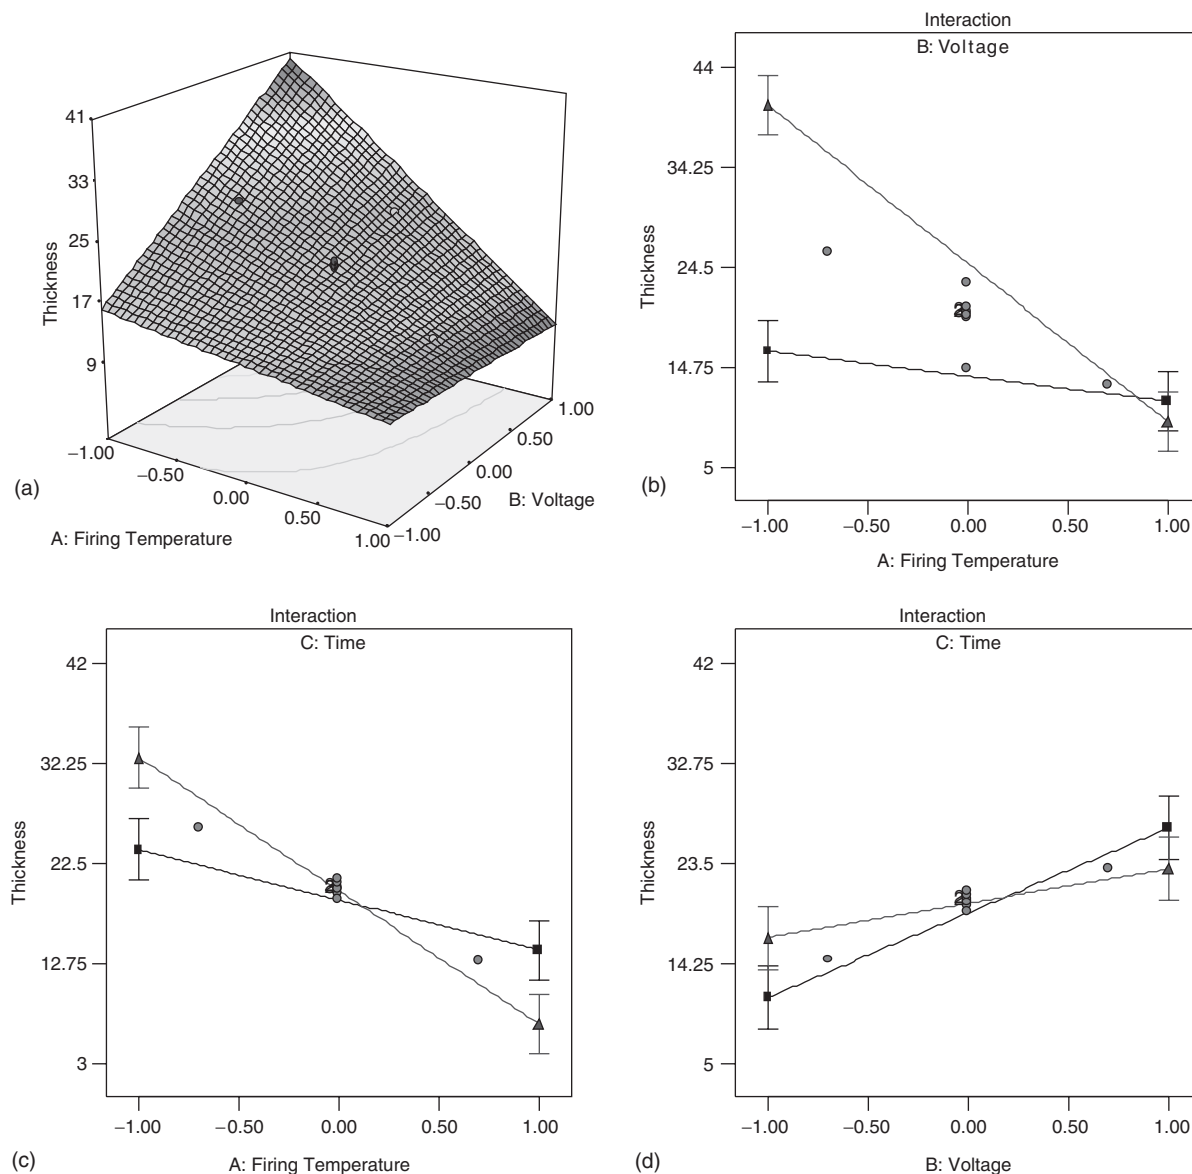 41
33
25
17
9
Thickness
−1.00
−0.50
0.00
0.50
1.00
A: Firing Temperature
−1.00
−0.50
0.00
0.50
1.00
B: Voltage
(a)
Interaction
B: Voltage
44
34.25
24.5
14.75
5
Thickness
2
−1.00 −0.50 0.00 0.50 1.00
A: Firing Temperature
(b)
Interaction
C: Time
42
32.25
22.5
12.75
3
Thickness
2
−1.00 −0.50 0.00 0.50 1.00
A: Firing Temperature
(c)
Interaction
C: Time
42
32.75
23.5
14.25
5
Thickness
2
−1.00 −0.50 0.00 0.50 1.00
B: Voltage
(d)